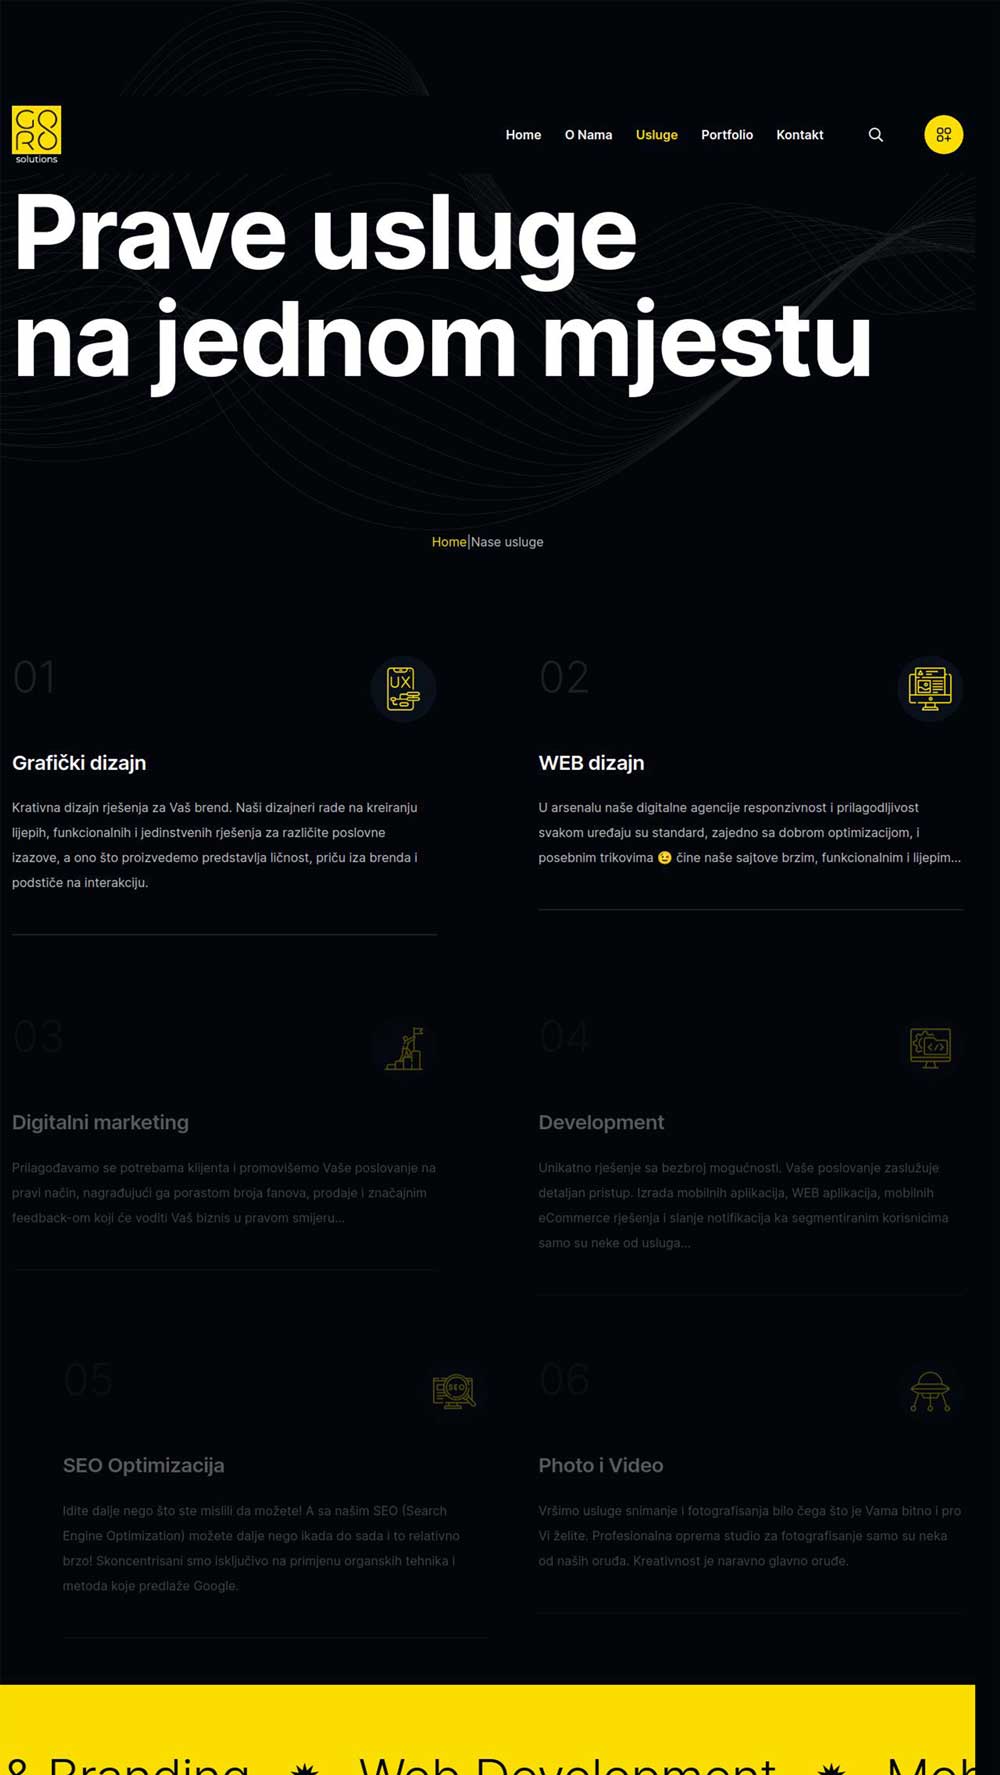 GORO
solutions
Home O Nama Usluge Portfolio Kontakt
Prave usluge
na jednom mjestu
Home|Nase usluge
01
UX
Grafički dizajn
Krativna dizajn rješenja za Vaš brend. Naši dizajneri rade na kreiranju
lijepih, funkcionalnih i jedinstvenih rješenja za različite poslovne
izazove, a ono što proizvedemo predstavlja ličnost, priču iza brenda i
podstiče na interakciju.
02
WEB dizajn
U arsenalu naše digitalne agencije responzivnost i prilagodljivost
svakom uređaju su standard, zajedno sa dobrom optimizacijom, i
posebnim trikovima 😉 čine naše sajtove brzim, funkcionalnim i lijepim...
03
Digitalni marketing
Prilagođavamo se potrebama klijenta i promovišemo Vaše poslovanje na
pravi način, nagrađujući ga porastom broja fanova, prodaje i značajnim
feedback-om koji će voditi Vaš biznis u pravom smijeru...
04
</>
Development
Unikatno rješenje sa bezbroj mogućnosti. Vaše poslovanje zaslužuje
detaljan pristup. Izrada mobilnih aplikacija, WEB aplikacija, mobilnih
eCommerce rješenja i slanje notifikacija ka segmentiranim korisnicima
samo su neke od usluga...
05
SEO
SEO Optimizacija
Idite dalje nego što ste mislili da možete! A sa našim SEO (Search
Engine Optimization) možete dalje nego ikada do sada i to relativno
brzo! Skoncentrisani smo isključivo na primjenu organskih tehnika i
metoda koje predlaže Google.
06
Photo i Video
Vršimo usluge snimanje i fotografisanja bilo čega što je Vama bitno i pro
Vi želite. Profesionalna oprema studio za fotografisanje samo su neka
od naših oruđa. Kreativnost je naravno glavno oruđe.
& Branding ✷ Web Development ✷ Mob